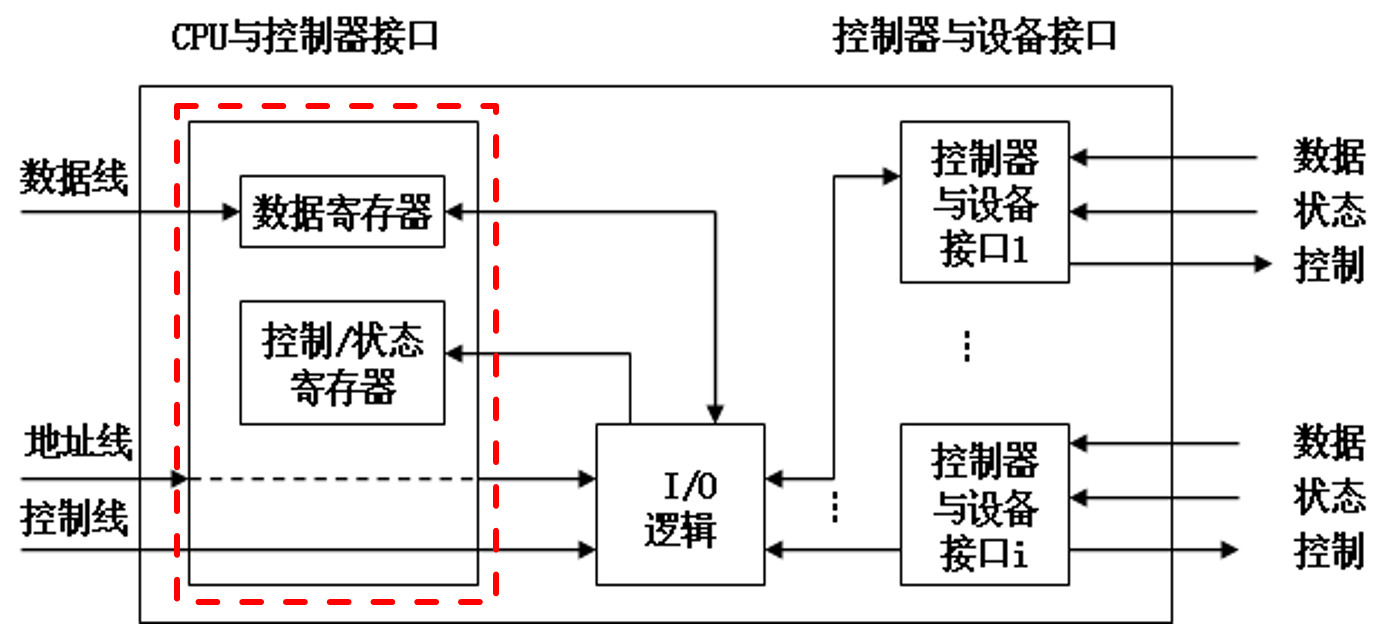 CPU与控制器接口
控制器与设备接口
数据线
数据寄存器
控制/状态
寄存器
地址线
控制线
I/O
逻辑
控制器
与设备
接口1
数据
状态
控制
控制器
与设备
接口i
数据
状态
控制